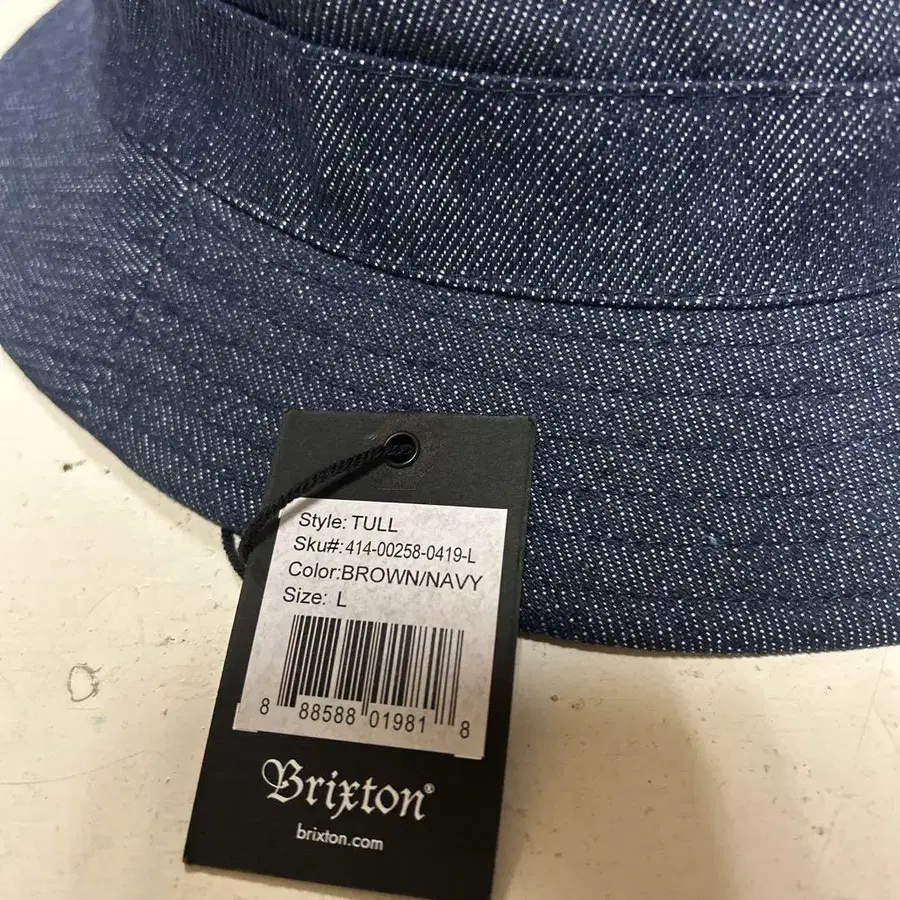 Style: TULL
Sku#:414-00258-0419-L
Color:BROWN/NAVY
Size: L
8 88588 01981 8
Brixton®
brixton.com